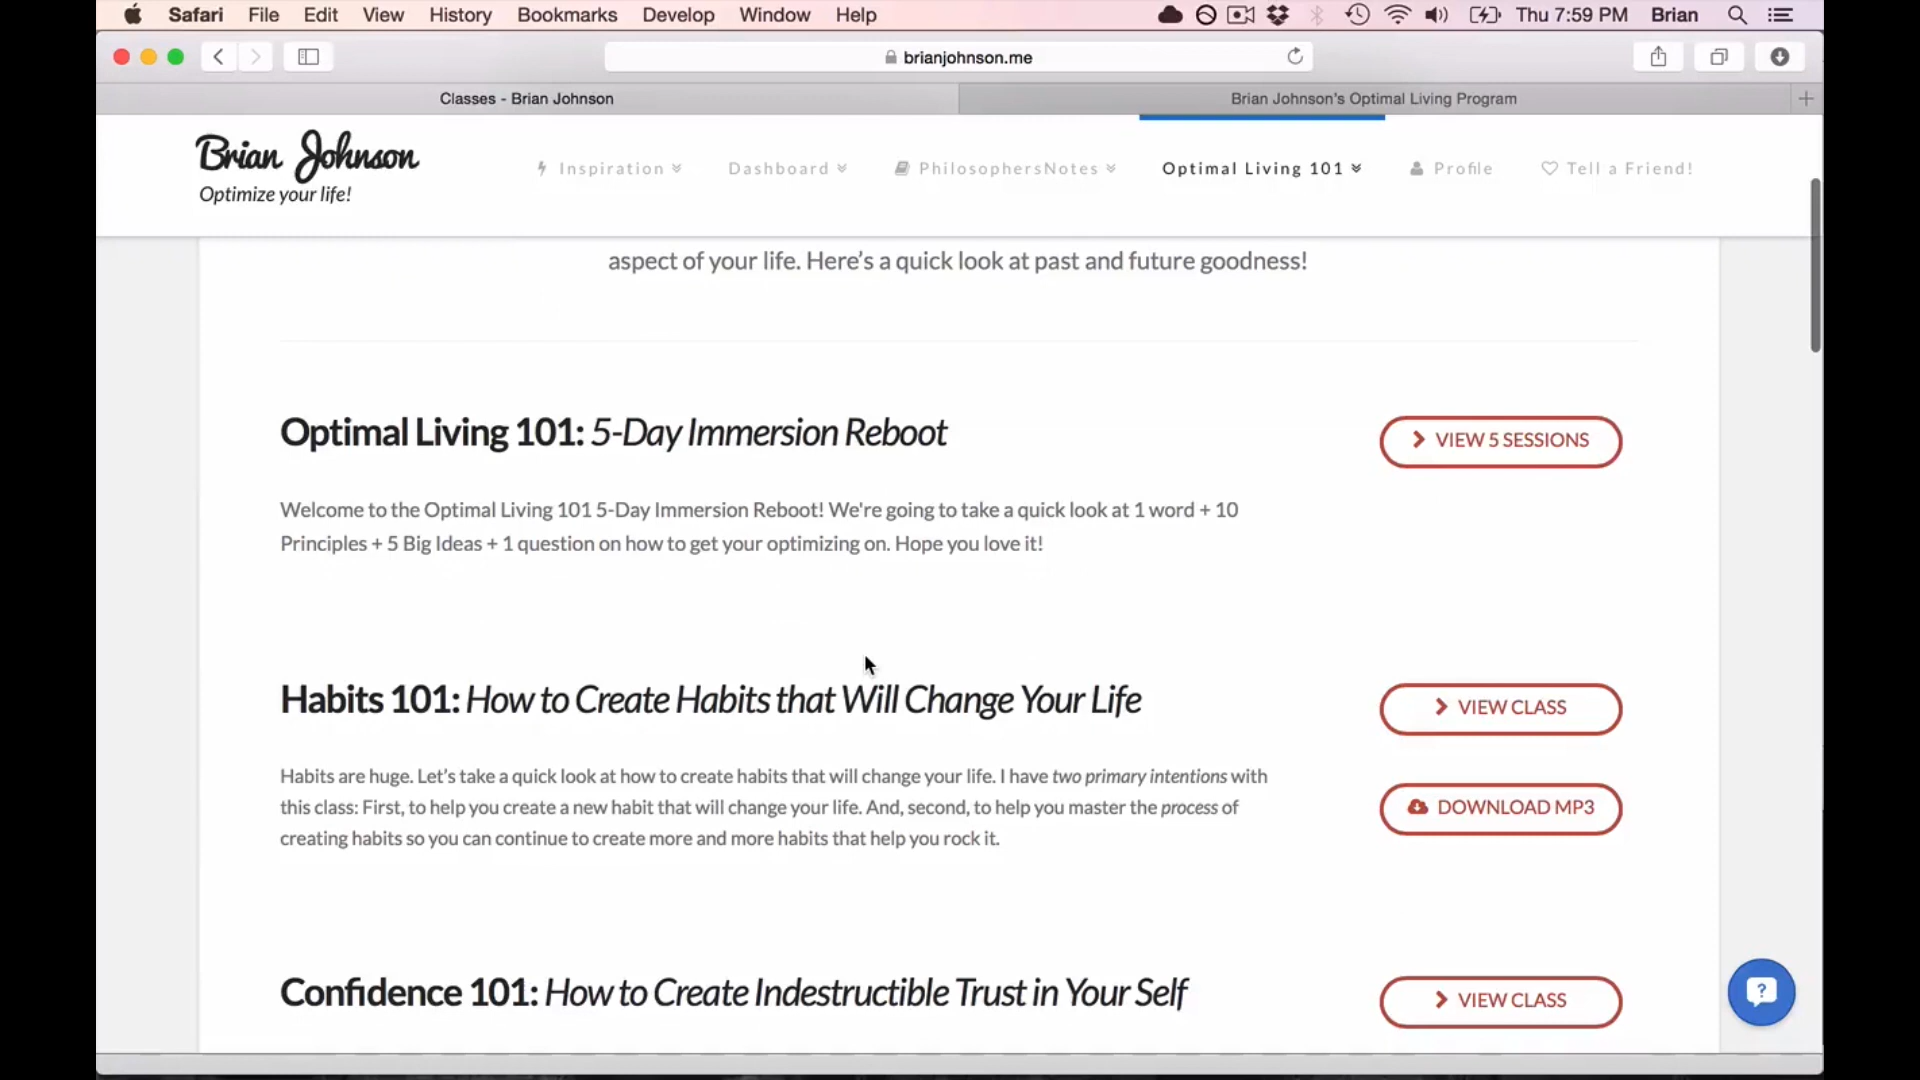 Safari File Edit View History Bookmarks Develop Window Help Thu 7:59 PM Brian
brianjohnson.me
Classes - Brian Johnson Brian Johnson's Optimal Living Program
Brian Johnson
Optimize your life!
Inspiration Dashboard PhilosophersNotes Optimal Living 101 Profile Tell a Friend!
aspect of your life. Here's a quick look at past and future goodness!
Optimal Living 101: 5-Day Immersion Reboot
VIEW 5 SESSIONS
Welcome to the Optimal Living 101 5-Day Immersion Reboot! We're going to take a quick look at 1 word + 10
Principles + 5 Big Ideas + 1 question on how to get your optimizing on. Hope you love it!
Habits 101: How to Create Habits that Will Change Your Life
VIEW CLASS
Habits are huge. Let's take a quick look at how to create habits that will change your life. I have two primary intentions with
this class: First, to help you create a new habit that will change your life. And, second, to help you master the process of
creating habits so you can continue to create more and more habits that help you rock it.
DOWNLOAD MP3
Confidence 101: How to Create Indestructible Trust in Your Self
VIEW CLASS